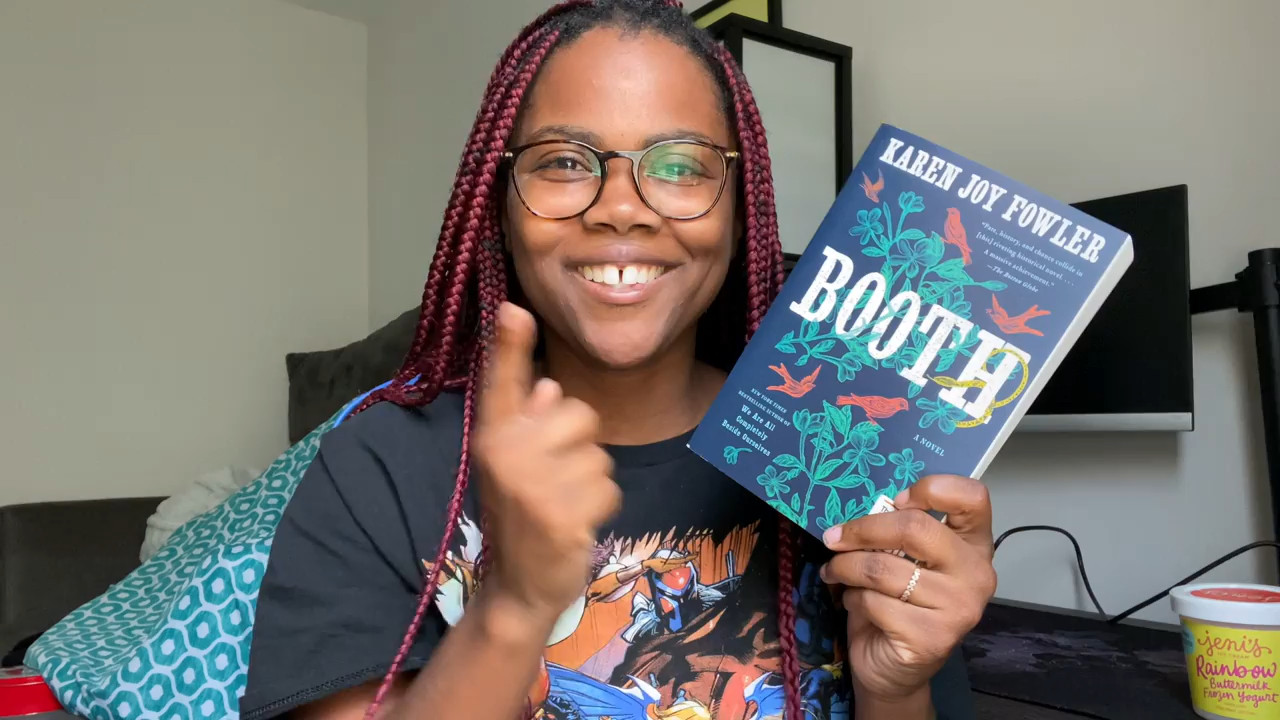 KAREN JOY FOWLER
"Fate, history, and chance collide in
[this] riveting historical novel. . . .
A massive achievement."
—The Boston Globe
BOOTH
NEW YORK TIMES
BESTSELLING AUTHOR OF
We Are All
Completely
Beside Ourselves
A NOVEL
jeni's
Rainbow
Buttermilk
Frozen Yogurt